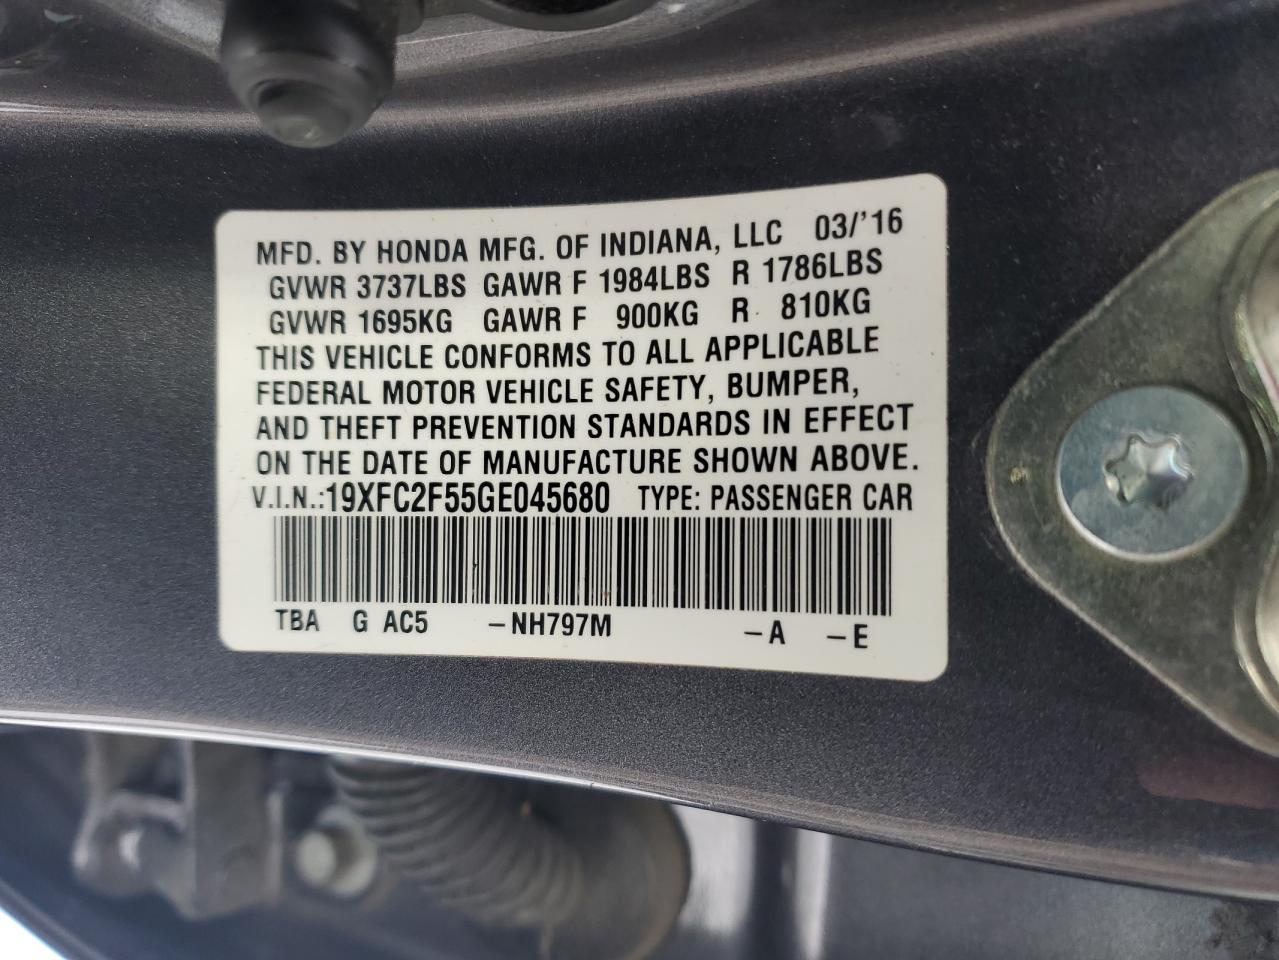 MFD. BY HONDA MFG. OF INDIANA, LLC 03/'16
GVWR 3737LBS GAWR F 1984LBS R 1786LBS
GVWR 1695KG GAWR F 900KG R 810KG
THIS VEHICLE CONFORMS TO ALL APPLICABLE
FEDERAL MOTOR VEHICLE SAFETY, BUMPER,
AND THEFT PREVENTION STANDARDS IN EFFECT
ON THE DATE OF MANUFACTURE SHOWN ABOVE.
V.I.N.:19XFC2F55GE045680 TYPE: PASSENGER CAR
TBA G AC5 -NH797M -A -E